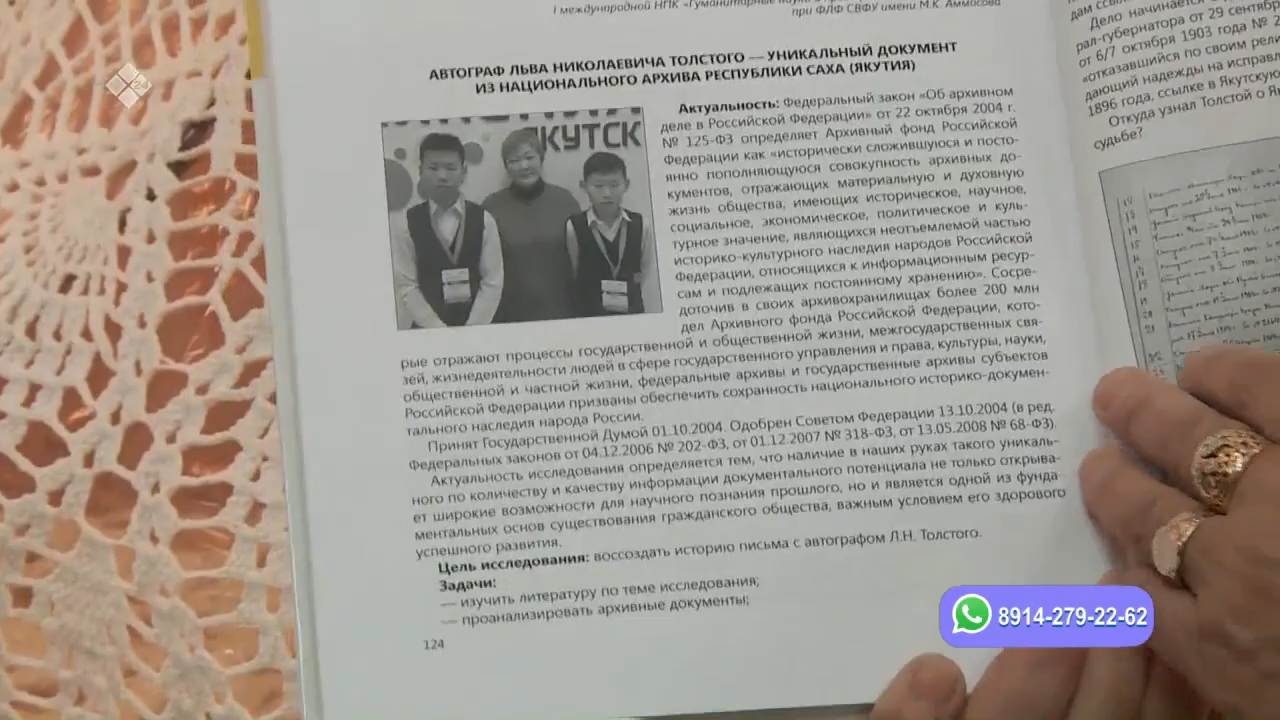 I международной НПК «Гуманитарные науки
при ФЛФ СВФУ имени М.К. Аммосова
АВТОГРАФ ЛЬВА НИКОЛАЕВИЧА ТОЛСТОГО — УНИКАЛЬНЫЙ ДОКУМЕНТ
ИЗ НАЦИОНАЛЬНОГО АРХИВА РЕСПУБЛИКИ САХА (ЯКУТИЯ)
ЯКУТСК
Актуальность: Федеральный закон «Об архивном
деле в Российской Федерации» от 22 октября 2004 г.
№ 125-ФЗ определяет Архивный фонд Российской
Федерации как «исторически сложившуюся и посто-
янно пополняющуюся совокупность архивных до-
кументов, отражающих материальную и духовную
жизнь общества, имеющих историческое, научное,
социальное, экономическое, политическое и куль-
турное значение, являющихся неотъемлемой частью
историко-культурного наследия народов Российской
Федерации, относящихся к информационным ресур-
сам и подлежащих постоянному хранению». Сосре-
доточив в своих архивохранилищах более 200 млн
дел Архивного фонда Российской Федерации, кото-
рые отражают процессы государственной и общественной жизни, межгосударственных свя-
зей, жизнедеятельности людей в сфере государственного управления и права, культуры, науки,
общественной и частной жизни, федеральные архивы и государственные архивы субъектов
Российской Федерации призваны обеспечить сохранность национального историко-докумен-
тального наследия народа России.
Принят Государственной Думой 01.10.2004. Одобрен Советом Федерации 13.10.2004 (в ред.
Федеральных законов от 04.12.2006 № 202-ФЗ, от 01.12.2007 № 318-ФЗ, от 13.05.2008 № 68-ФЗ).
Актуальность исследования определяется тем, что наличие в наших руках такого уникаль-
ного по количеству и качеству информации документального потенциала не только открыва-
ет широкие возможности для научного познания прошлого, но и является одной из фунда-
ментальных основ существования гражданского общества, важным условием его здорового
успешного развития.
Цель исследования: воссоздать историю письма с автографом Л.Н. Толстого.
Задачи:
— изучить литературу по теме исследования;
— проанализировать архивные документы;
124
дам
Дело начинается с
рал-губернатора от 29 сентябр
от 6/7 октября 1903 года № 2
«отказавшийся по своим рели
дающий надежды на исправл
1896 года, ссылке в Якутскую
Откуда узнал Толстой о Я
судьбе?
8914-279-22-62